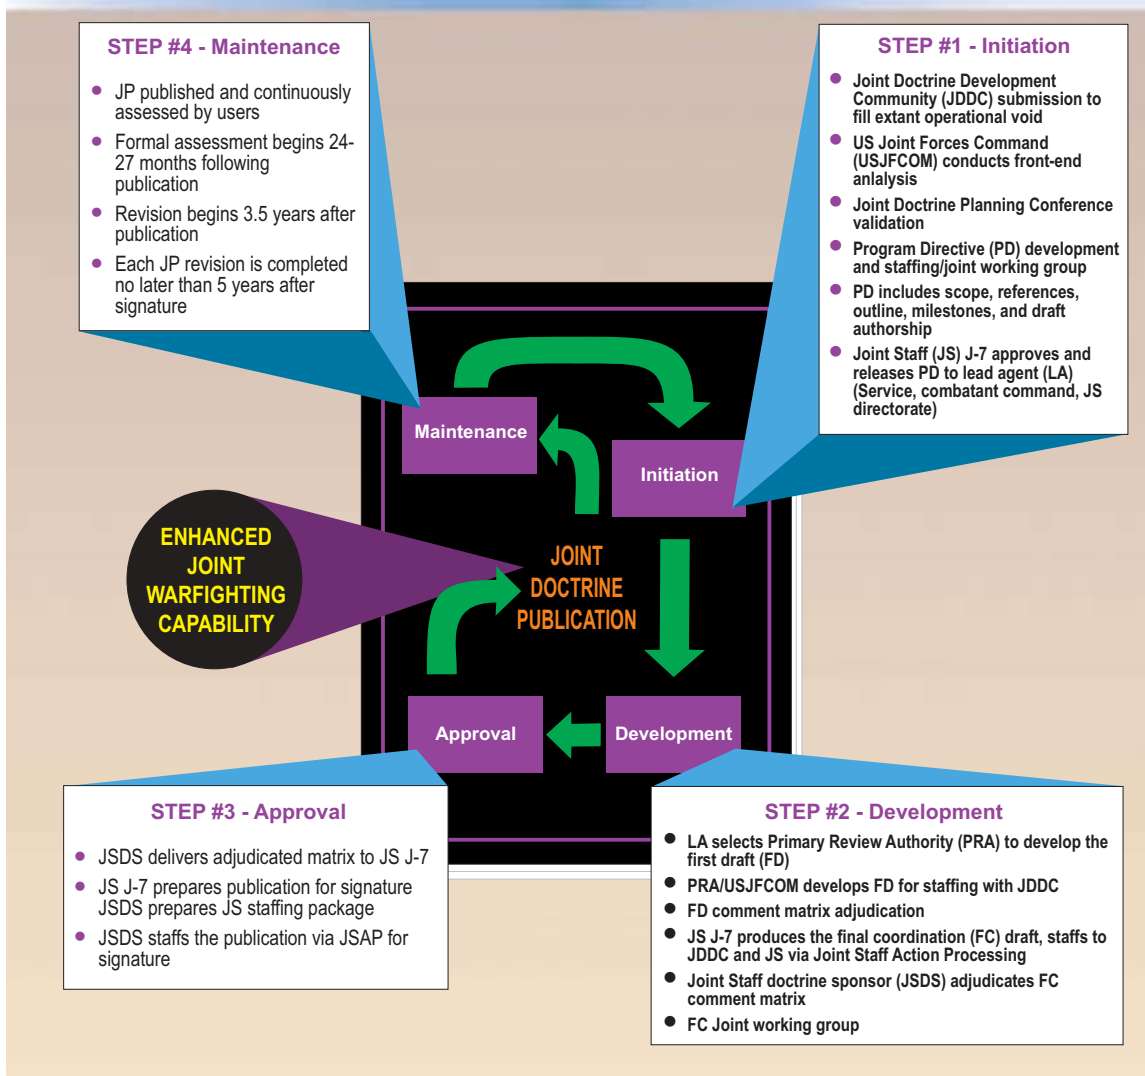 STEP #4 - Maintenance
• JP published and continuously
assessed by users
• Formal assessment begins 24-
27 months following
publication
• Revision begins 3.5 years after
publication
• Each JP revision is completed
no later than 5 years after
signature
STEP #1 - Initiation
• Joint Doctrine Development
Community (JDDC) submission to
fill extant operational void
• US Joint Forces Command
(USJFCOM) conducts front-end
anlalysis
• Joint Doctrine Planning Conference
validation
• Program Directive (PD) development
and staffing/joint working group
• PD includes scope, references,
outline, milestones, and draft
authorship
• Joint Staff (JS) J-7 approves and
releases PD to lead agent (LA)
(Service, combatant command, JS
directorate)
Maintenance
Initiation
ENHANCED
JOINT
WARFIGHTING
CAPABILITY
JOINT
DOCTRINE
PUBLICATION
Approval
Development
STEP #3 - Approval
• JSDS delivers adjudicated matrix to JS J-7
• JS J-7 prepares publication for signature
JSDS prepares JS staffing package
• JSDS staffs the publication via JSAP for
signature
STEP #2 - Development
• LA selects Primary Review Authority (PRA) to develop the
first draft (FD)
• PRA/USJFCOM develops FD for staffing with JDDC
• FD comment matrix adjudication
• JS J-7 produces the final coordination (FC) draft, staffs to
JDDC and JS via Joint Staff Action Processing
• Joint Staff doctrine sponsor (JSDS) adjudicates FC
comment matrix
• FC Joint working group